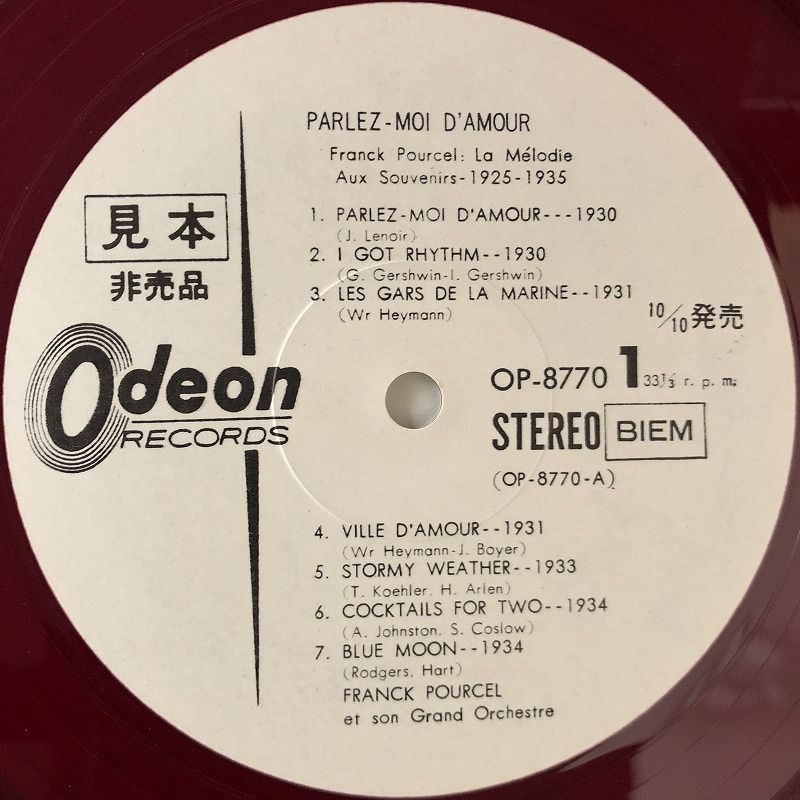 PARLEZ-MOI D'AMOUR
Franck Pourcel: La Mélodie
Aux Souvenirs-1925-1935
見本
非売品
1. PARLEZ-MOI D'AMOUR---1930
(J. Lenoir)
2. I GOT RHYTHM--1930
(G. Gershwin-I. Gershwin)
3. LES GARS DE LA MARINE--1931
(Wr Heymann)
10/10発売
Odeon
RECORDS
OP-8770 1 33⅓ r. p. m.
STEREO BIEM
(OP-8770-A)
4. VILLE D'AMOUR--1931
(Wr Heymann-J. Boyer)
5. STORMY WEATHER--1933
(T. Koehler, H. Arlen)
6. COCKTAILS FOR TWO--1934
(A. Johnston, S. Coslow)
7. BLUE MOON--1934
(Rodgers, Hart)
FRANCK POURCEL
et son Grand Orchestre